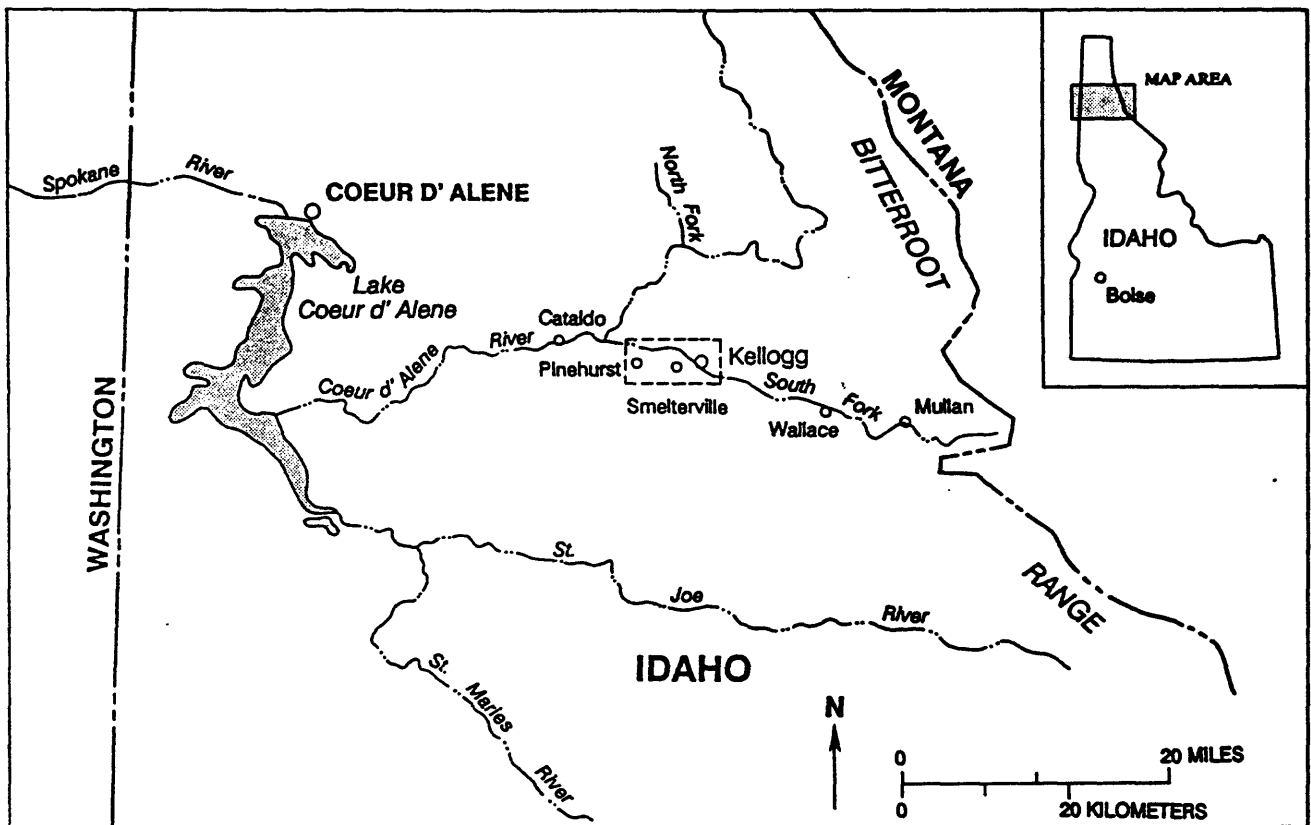 MAP AREA
IDAHO
Boise
MONTANA
BITTERROOT
RANGE
North
Fork
Spokane River
COEUR D' ALENE
Lake
Coeur d' Alene
Cataldo
Coeur d' Alene River
Pinehurst
Kellogg
Smelterville
South Fork
Wallace
Mullan
WASHINGTON
St. Joe River
IDAHO
St. Maries River
N
0 20 MILES
0 20 KILOMETERS